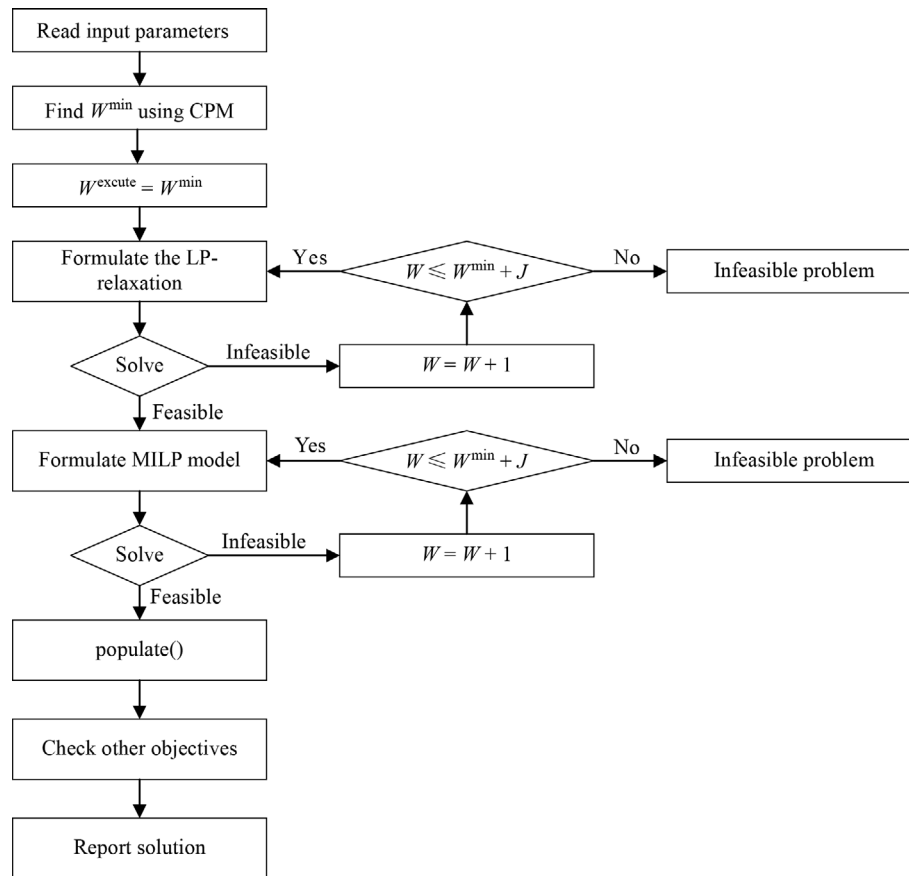 Read input parameters
Find W^min using CPM
W^excute = W^min
Formulate the LP-
relaxation
Yes
W ⩽ W^min + J
No
Infeasible problem
Solve
Infeasible
W = W + 1
Feasible
Formulate MILP model
Yes
W ⩽ W^min + J
No
Infeasible problem
Solve
Infeasible
W = W + 1
Feasible
populate()
Check other objectives
Report solution